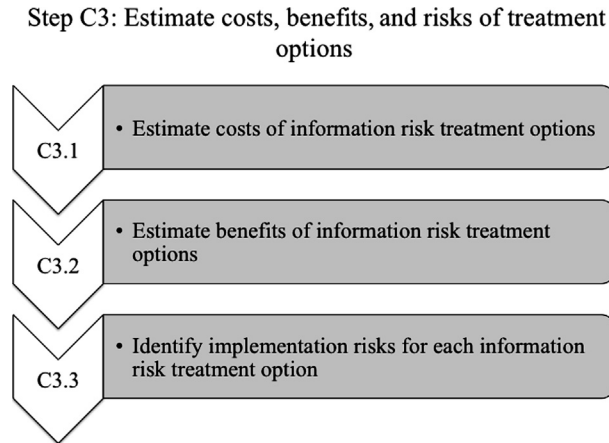 Step C3: Estimate costs, benefits, and risks of treatment
options
C3.1
• Estimate costs of information risk treatment options
C3.2
• Estimate benefits of information risk treatment
options
C3.3
• Identify implementation risks for each information
risk treatment option